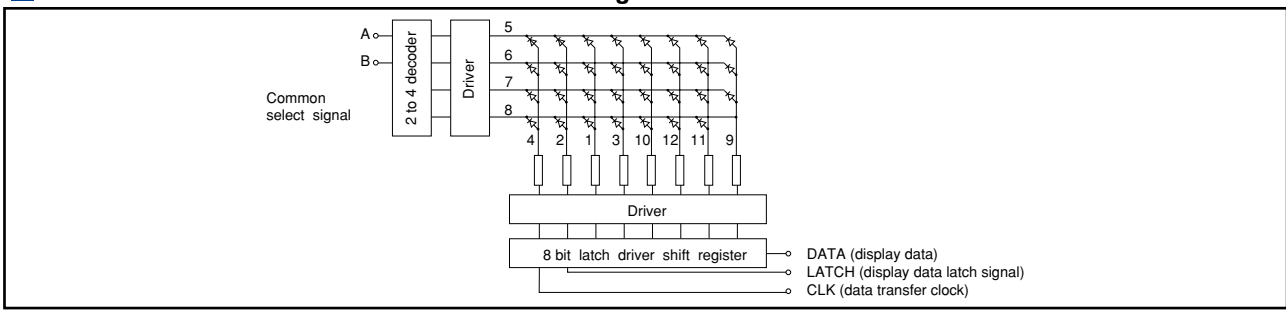 A
B
Common
select signal
2 to 4 decoder
Driver
5
6
7
8
4 2 1 3 10 12 11 9
Driver
8 bit latch driver shift register
DATA (display data)
LATCH (display data latch signal)
CLK (data transfer clock)